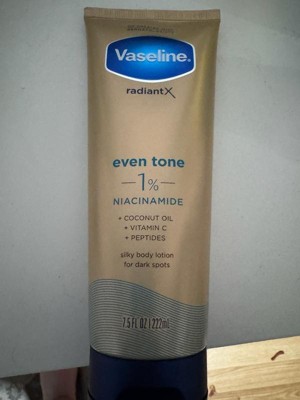 Vaseline.
radiantX
even tone
1%
NIACINAMIDE
+ COCONUT OIL
+ VITAMIN C
+ PEPTIDES
silky body lotion
for dark spots
7.5 FL OZ | 222mL